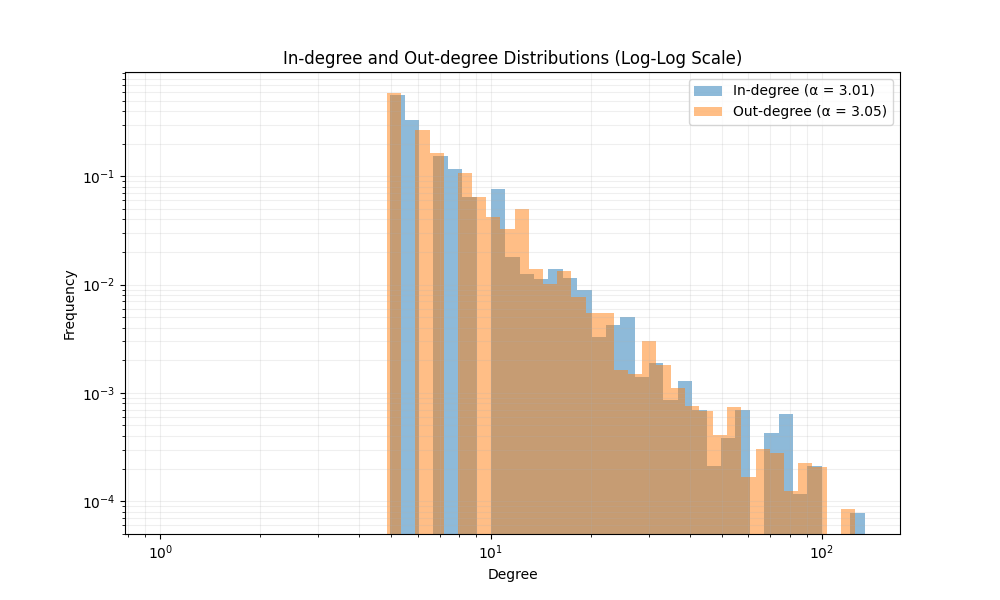 In-degree and Out-degree Distributions (Log-Log Scale)
In-degree (α = 3.01)
Out-degree (α = 3.05)
Frequency
10⁻¹
10⁻²
10⁻³
10⁻⁴
10⁰ 10¹ 10²
Degree